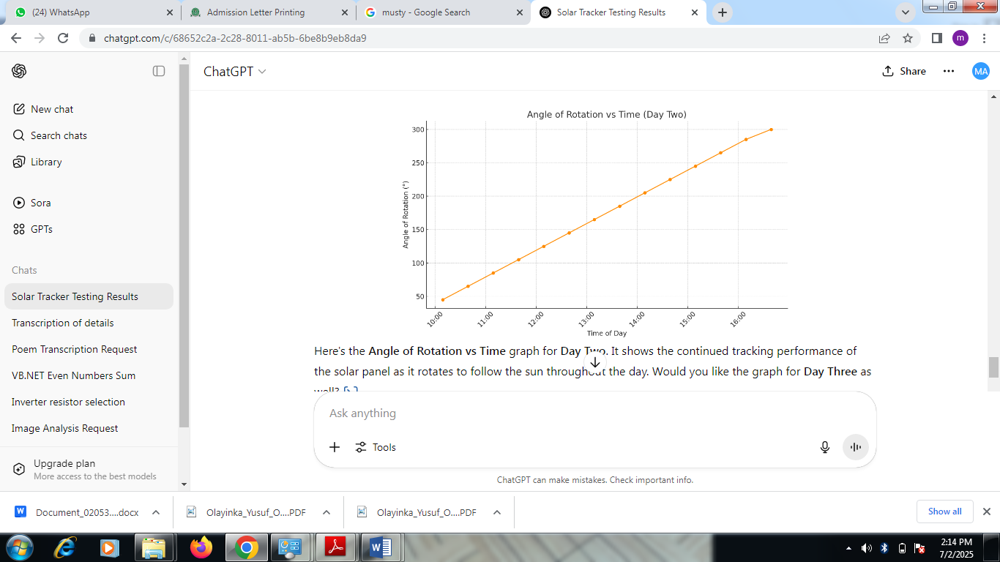 (24) WhatsApp
Admission Letter Printing
musty - Google Search
Solar Tracker Testing Results
chatgpt.com/c/68652c2a-2c28-8011-ab5b-6be8b9eb8da9
m
ChatGPT
Share
MA
New chat
Search chats
Library
Sora
GPTs
Chats
Solar Tracker Testing Results
Transcription of details
Poem Transcription Request
VB.NET Even Numbers Sum
Inverter resistor selection
Image Analysis Request
Upgrade plan
More access to the best models
Angle of Rotation vs Time (Day Two)
Angle of Rotation (°)
300
250
200
150
100
50
10:00
11:00
12:00
13:00
14:00
15:00
16:00
Time of Day
Here's the Angle of Rotation vs Time graph for Day Two. It shows the continued tracking performance of
the solar panel as it rotates to follow the sun throughout the day. Would you like the graph for Day Three as
well?
Ask anything
Tools
ChatGPT can make mistakes. Check important info.
Document_02053....docx
Olayinka_Yusuf_O....PDF
Olayinka_Yusuf_O....PDF
Show all
2:14 PM
7/2/2025